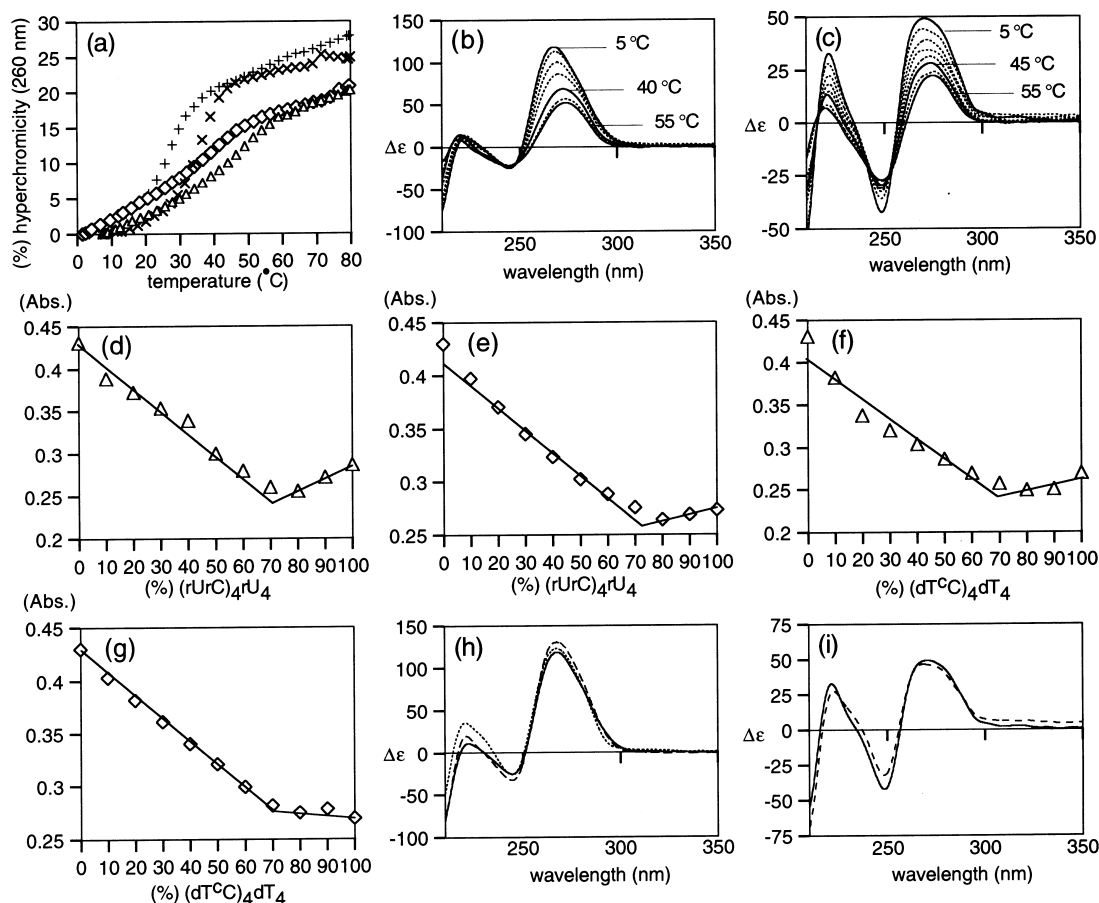 (a)
(%) hyperchromicity (260 nm)
30
25
20
15
10
5
0
0 10 20 30 40 50 60 70 80
temperature (°C)
(b)
150
100
50
0
-50
-100
Δε
5 °C
40 °C
55 °C
250 300 350
wavelength (nm)
(c)
50
25
0
-25
-50
Δε
5 °C
45 °C
55 °C
250 300 350
wavelength (nm)
(Abs.)
(d)
0.45
0.4
0.35
0.3
0.25
0.2
0 10 20 30 40 50 60 70 80 90 100
(%) (rUrC)4rU4
(Abs.)
(e)
0.45
0.4
0.35
0.3
0.25
0 10 20 30 40 50 60 70 80 90 100
(%) (rUrC)4rU4
(Abs.)
(f)
0.45
0.4
0.35
0.3
0.25
0.2
0 10 20 30 40 50 60 70 80 90 100
(%) (dTcC)4dT4
(Abs.)
(g)
0.45
0.4
0.35
0.3
0.25
0 10 20 30 40 50 60 70 80 90 100
(%) (dTcC)4dT4
(h)
150
100
50
0
-50
-100
Δε
250 300 350
wavelength (nm)
(i)
75
50
25
0
-25
-50
-75
Δε
250 300 350
wavelength (nm)